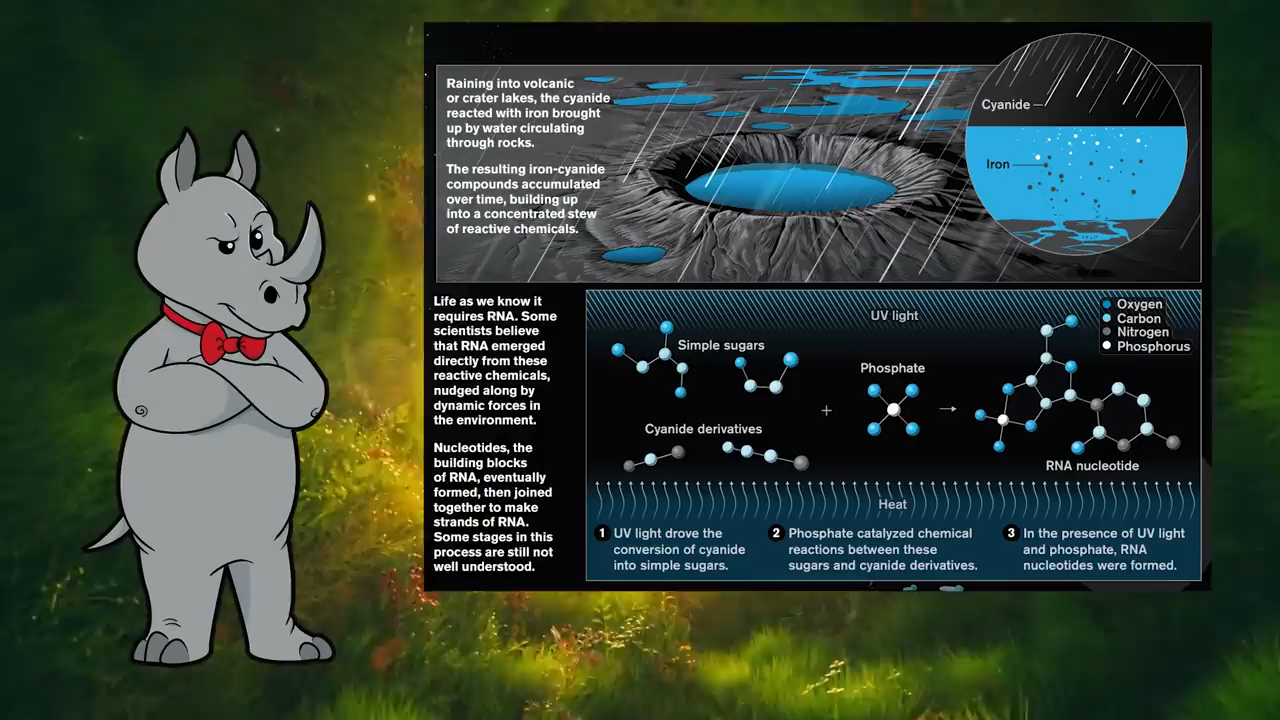 Raining into volcanic
or crater lakes, the cyanide
reacted with iron brought
up by water circulating
through rocks.
The resulting iron-cyanide
compounds accumulated
over time, building up
into a concentrated stew
of reactive chemicals.
Cyanide
Iron
Life as we know it
requires RNA. Some
scientists believe
that RNA emerged
directly from these
reactive chemicals,
nudged along by
dynamic forces in
the environment.
Nucleotides, the
building blocks
of RNA, eventually
formed, then joined
together to make
strands of RNA.
Some stages in this
process are still not
well understood.
UV light
Oxygen
Carbon
Nitrogen
Phosphorus
Simple sugars
Phosphate
+
Cyanide derivatives
RNA nucleotide
Heat
1 UV light drove the
conversion of cyanide
into simple sugars.
2 Phosphate catalyzed chemical
reactions between these
sugars and cyanide derivatives.
3 In the presence of UV light
and phosphate, RNA
nucleotides were formed.